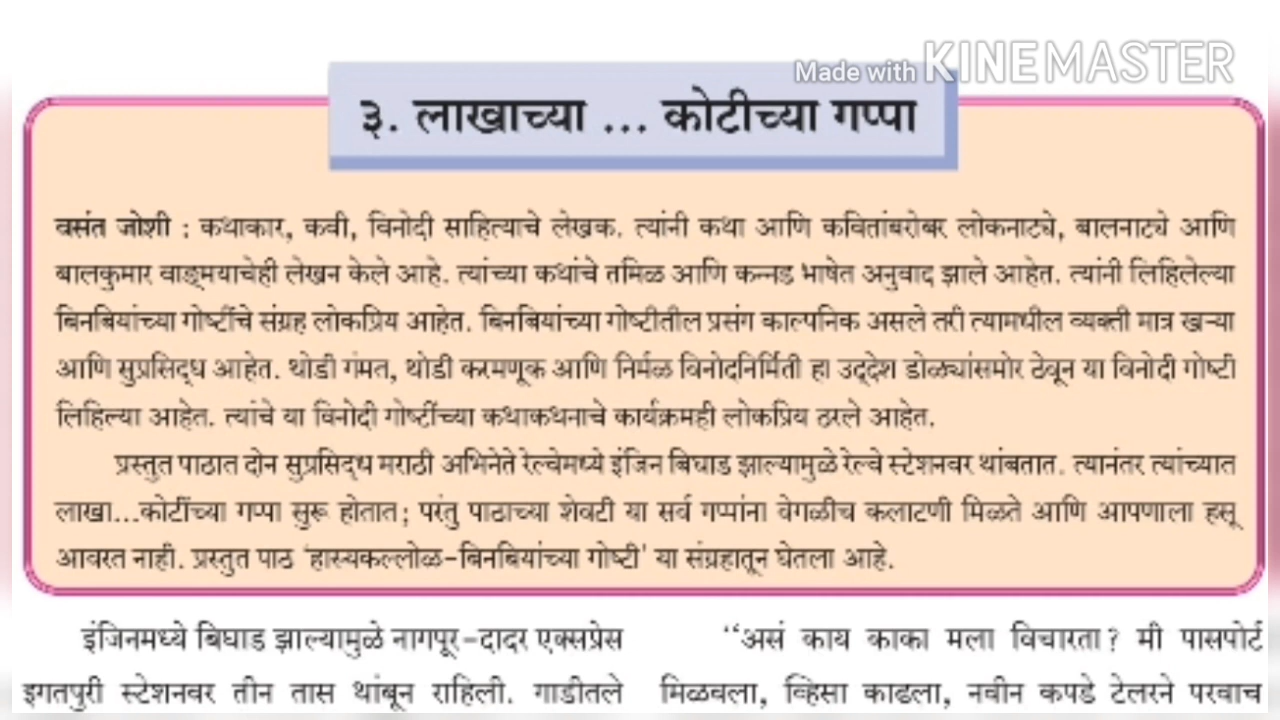 Made with KINEMASTER
३. लाखाच्या ... कोटीच्या गप्पा
वसंत जोशी : कथाकार, कवी, विनोदी साहित्याचे लेखक. त्यांनी कथा आणि कवितांबरोबर लोकनाट्ये, बालनाट्ये आणि
बालकुमार वाङ्मयाचेही लेखन केले आहे. त्यांच्या कथांचे तमिळ आणि कन्नड भाषेत अनुवाद झाले आहेत. त्यांनी लिहिलेल्या
बिनबियांच्या गोष्टींचे संग्रह लोकप्रिय आहेत. बिनबियांच्या गोष्टीतील प्रसंग काल्पनिक असले तरी त्यामधील व्यक्ती मात्र खऱ्या
आणि सुप्रसिद्ध आहेत. थोडी गंमत, थोडी करमणूक आणि निर्मळ विनोदनिर्मिती हा उद्देश डोळ्यांसमोर ठेवून या विनोदी गोष्टी
लिहिल्या आहेत. त्यांचे या विनोदी गोष्टींच्या कथाकथनाचे कार्यक्रमही लोकप्रिय ठरले आहेत.
प्रस्तुत पाठात दोन सुप्रसिद्ध मराठी अभिनेते रेल्वेमध्ये इंजिन बिघाड झाल्यामुळे रेल्वे स्टेशनवर थांबतात. त्यानंतर त्यांच्यात
लाखा...कोटींच्या गप्पा सुरू होतात; परंतु पाठाच्या शेवटी या सर्व गप्पांना वेगळीच कलाटणी मिळते आणि आपणाला हसू
आवरत नाही. प्रस्तुत पाठ 'हास्यकल्लोळ-बिनबियांच्या गोष्टी' या संग्रहातून घेतला आहे.
इंजिनमध्ये बिघाड झाल्यामुळे नागपूर-दादर एक्सप्रेस
इगतपुरी स्टेशनवर तीन तास थांबून राहिली. गाडीतले
“असं काय काका मला विचारता? मी पासपोर्ट
मिळवला, व्हिसा काढला, नवीन कपडे टेलरने परवाच